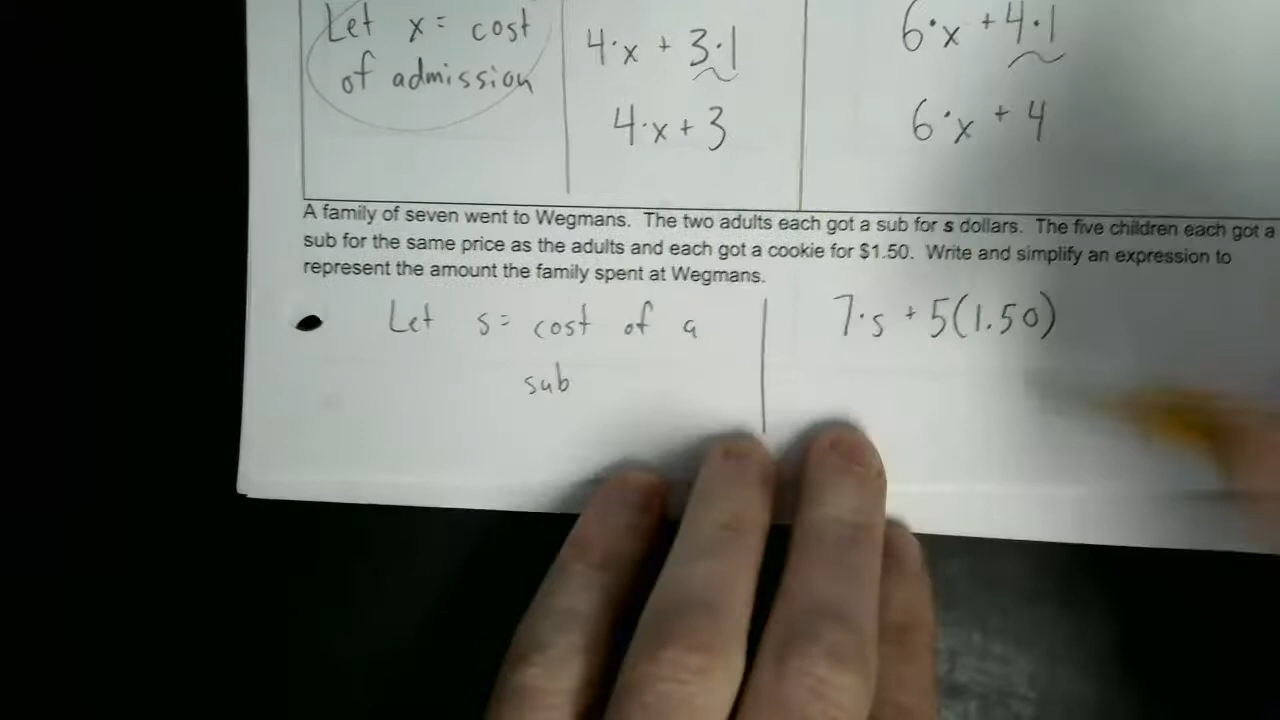 Let x = cost
of admission
4·x + 3·1
4·x + 3
6·x + 4·1
6·x + 4
A family of seven went to Wegmans. The two adults each got a sub for s dollars. The five children each got a
sub for the same price as the adults and each got a cookie for $1.50. Write and simplify an expression to
represent the amount the family spent at Wegmans.
Let s = cost of a
sub
7·s + 5(1.50)